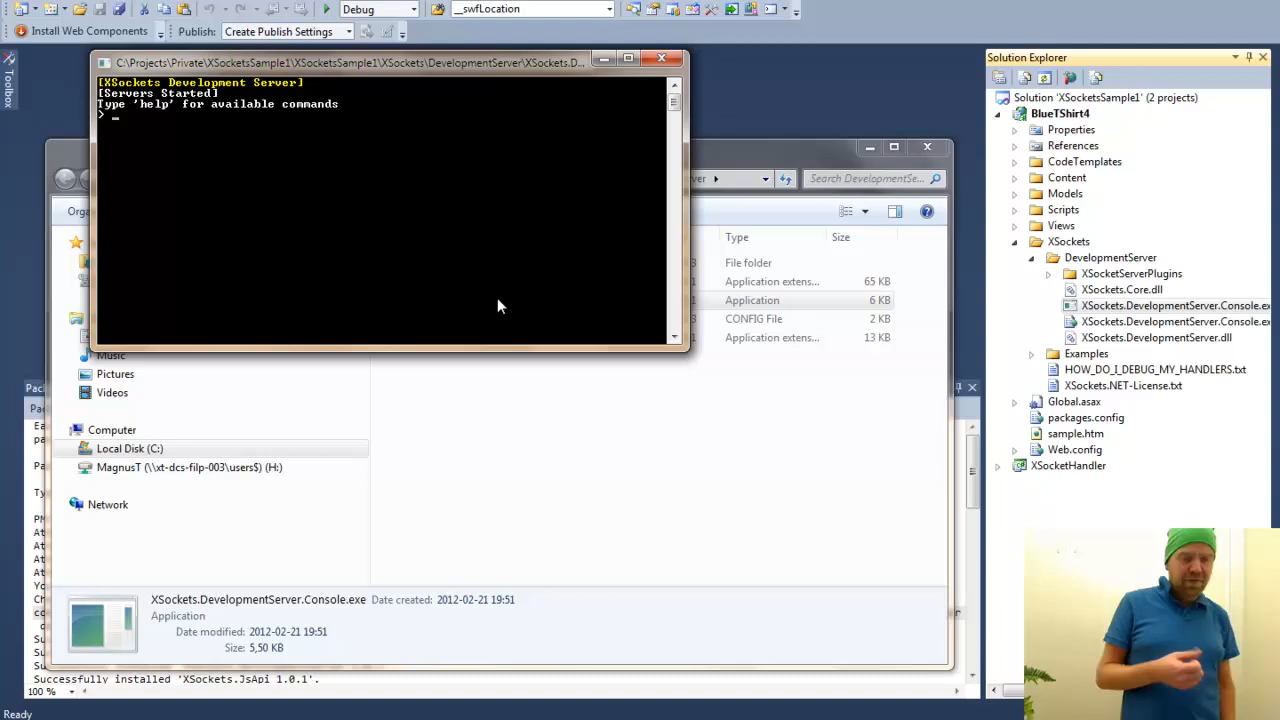 Debug
__swfLocation
Install Web Components
Publish: Create Publish Settings
Toolbox
C:\Projects\Private\XSocketsSample1\XSocketsSample1\XSockets\DevelopmentServer\XSockets.D...
[XSockets Development Server]
[Servers Started]
Type 'help' for available commands
> _
Search DevelopmentSe...
Type
Size
File folder
Application extens...
65 KB
Application
6 KB
CONFIG File
2 KB
Application extens...
13 KB
Music
Pictures
Videos
Computer
Local Disk (C:)
MagnusT (\\xt-dcs-filp-003\users$) (H:)
Network
XSockets.DevelopmentServer.Console.exe
Date created: 2012-02-21 19:51
Application
Date modified: 2012-02-21 19:51
Size: 5,50 KB
Successfully installed 'XSockets.JsApi 1.0.1'.
100 %
Ready
Solution Explorer
Solution 'XSocketsSample1' (2 projects)
BlueTShirt4
Properties
References
CodeTemplates
Content
Models
Scripts
Views
XSockets
DevelopmentServer
XSocketServerPlugins
XSockets.Core.dll
XSockets.DevelopmentServer.Console.ex
XSockets.DevelopmentServer.Console.ex
XSockets.DevelopmentServer.dll
Examples
HOW_DO_I_DEBUG_MY_HANDLERS.txt
XSockets.NET-License.txt
Global.asax
packages.config
sample.htm
Web.config
XSocketHandler